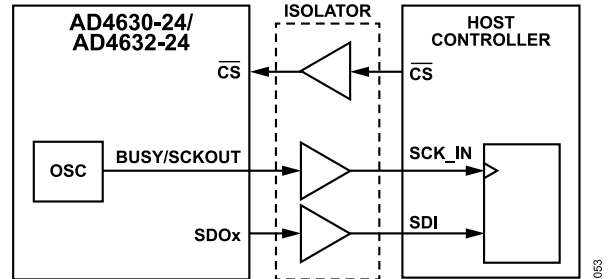 AD4630-24/
AD4632-24
ISOLATOR
HOST
CONTROLLER
CS
CS
OSC
BUSY/SCKOUT
SCK_IN
SDOx
SDI
053